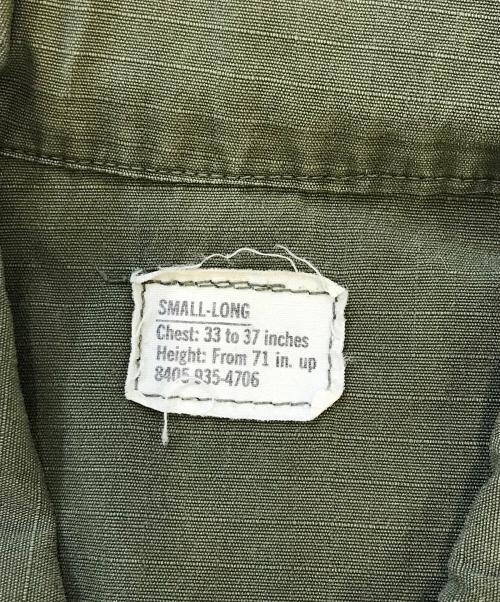 SMALL-LONG
Chest: 33 to 37 inches
Height: From 71 in. up
8405 935-4706